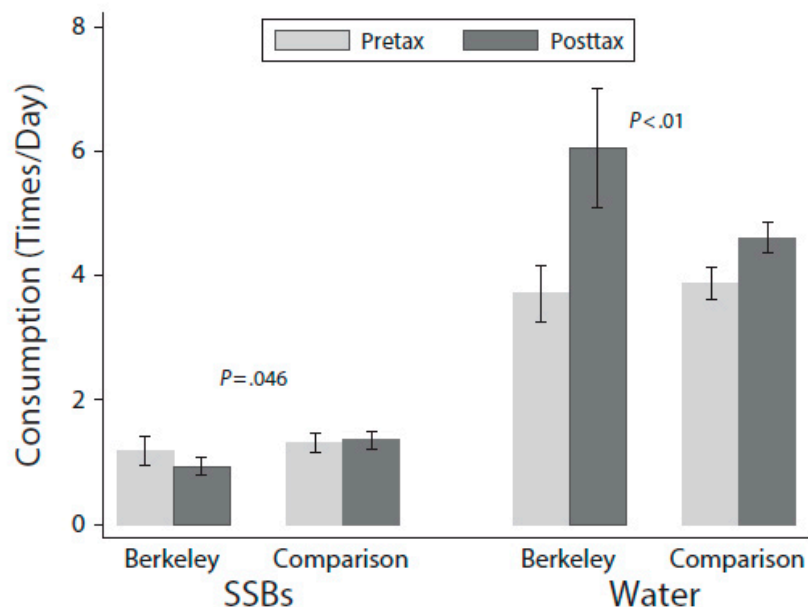 8
Pretax
Posttax
6
P<.01
4
P=.046
2
0
Consumption (Times/Day)
Berkeley Comparison Berkeley Comparison
SSBs Water